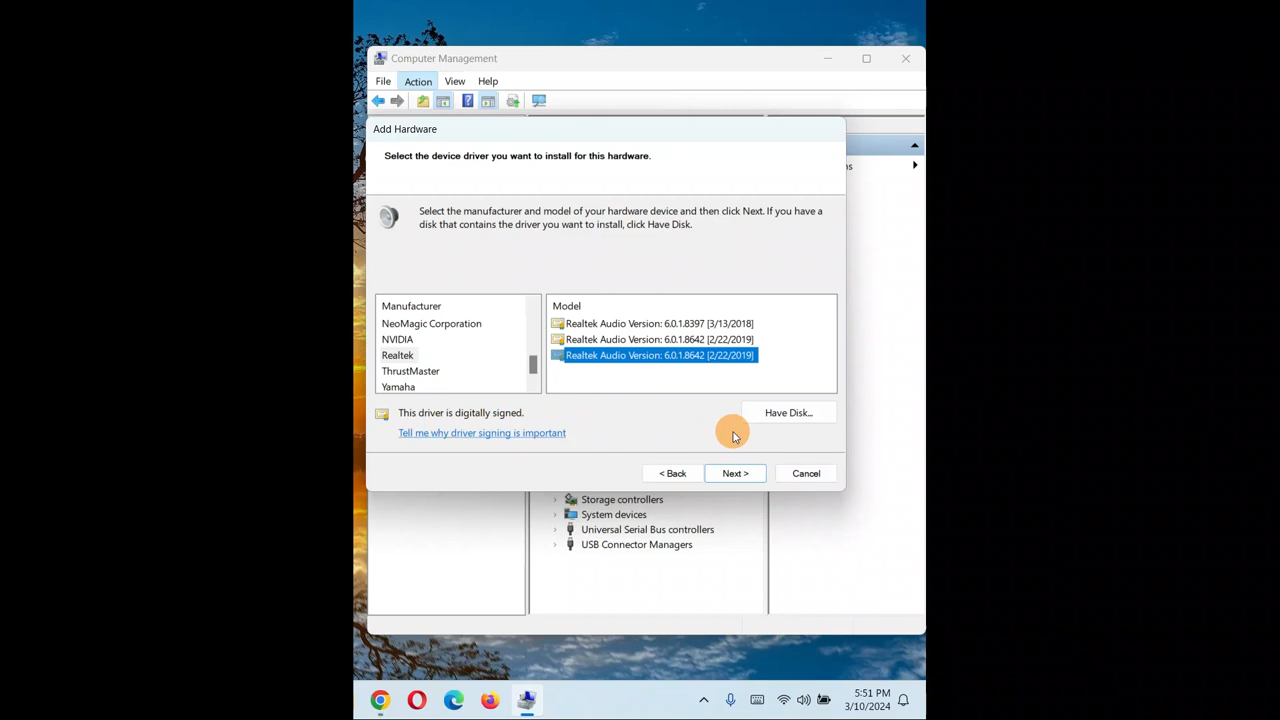 Computer Management
File Action View Help
Add Hardware
Select the device driver you want to install for this hardware.
ns
Select the manufacturer and model of your hardware device and then click Next. If you have a
disk that contains the driver you want to install, click Have Disk.
Manufacturer
NeoMagic Corporation
NVIDIA
Realtek
ThrustMaster
Yamaha
Model
Realtek Audio Version: 6.0.1.8397 [3/13/2018]
Realtek Audio Version: 6.0.1.8642 [2/22/2019]
Realtek Audio Version: 6.0.1.8642 [2/22/2019]
This driver is digitally signed.
Have Disk...
Tell me why driver signing is important
< Back Next > Cancel
Storage controllers
System devices
Universal Serial Bus controllers
USB Connector Managers
5:51 PM
3/10/2024